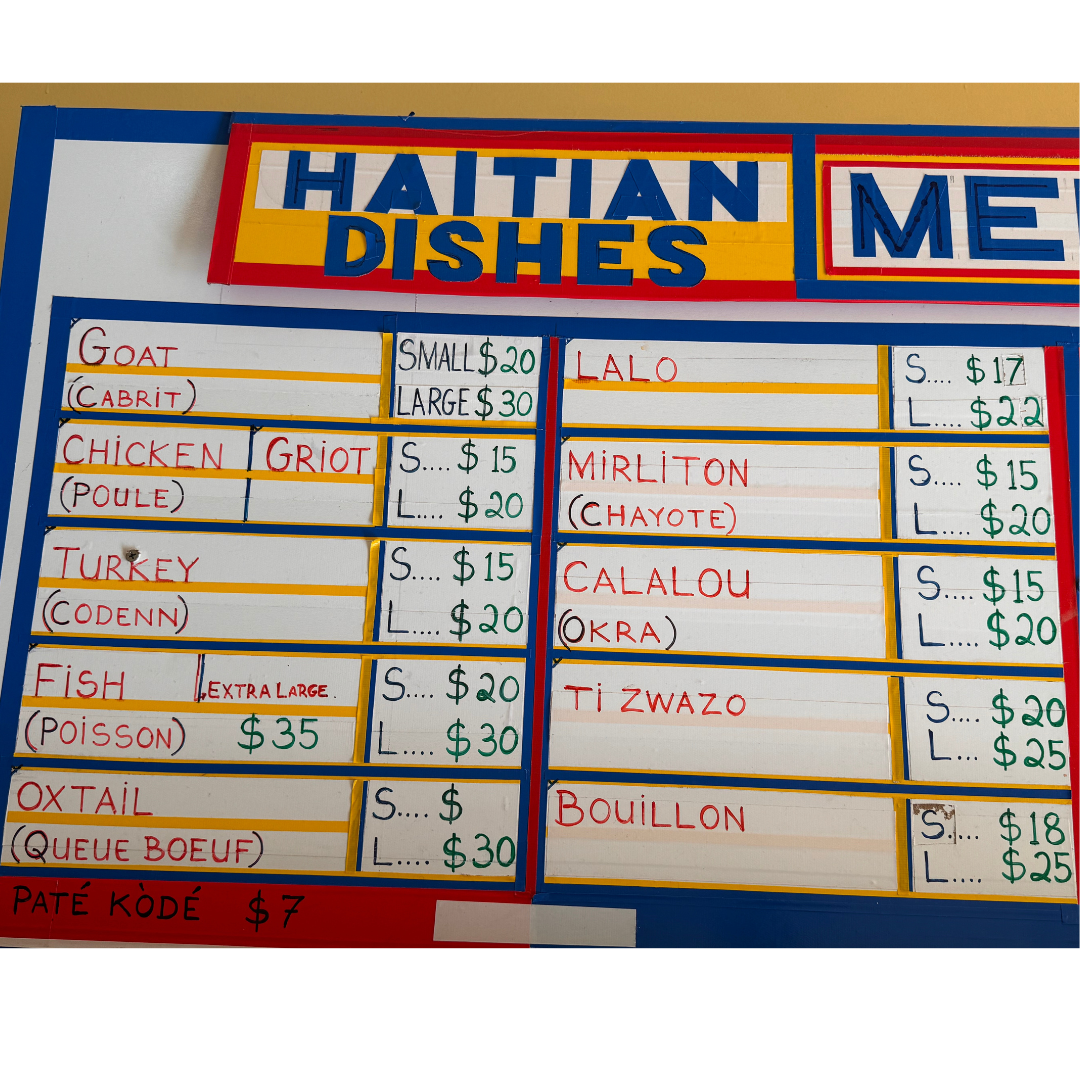 HAITIAN
DISHES
ME
GOAT SMALL $20
(CABRIT) LARGE $30
CHICKEN GRIOT S.... $15
(POULE) L.... $20
TURKEY S.... $15
(CODENN) L.... $20
FISH EXTRA LARGE S.... $20
(POISSON) $35 L.... $30
OXTAIL S.... $
(QUEUE BOEUF) L.... $30
PATÉ KÒDÉ $7
LALO S.... $17
L.... $22
MIRLITON S.... $15
(CHAYOTE) L.... $20
CALALOU S.... $15
(OKRA) L.... $20
TI ZWAZO S.... $20
L.... $25
BOUILLON S..... $18
L.... $25